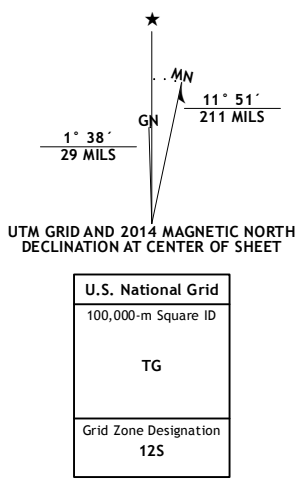 MN
GN
11° 51´
211 MILS
1° 38´
29 MILS
UTM GRID AND 2014 MAGNETIC NORTH
DECLINATION AT CENTER OF SHEET
U.S. National Grid
100,000-m Square ID
TG
Grid Zone Designation
12S